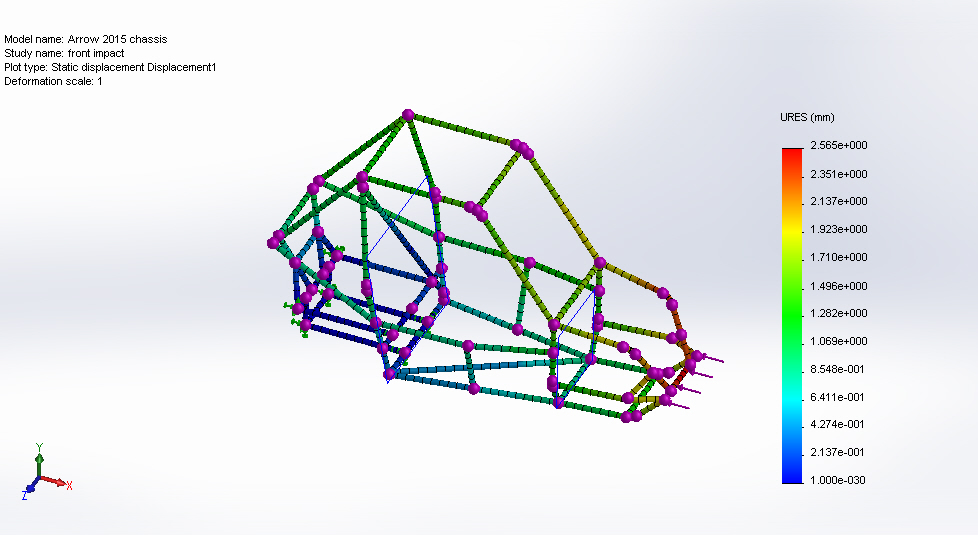 Model name: Arrow 2015 chassis
Study name: front impact
Plot type: Static displacement Displacement1
Deformation scale: 1
URES (mm)
2.565e+000
2.351e+000
2.137e+000
1.923e+000
1.710e+000
1.496e+000
1.282e+000
1.069e+000
8.548e-001
6.411e-001
4.274e-001
2.137e-001
1.000e-030
Y
X
Z